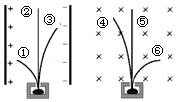 ② ④ ⑤
① ③ ⑥